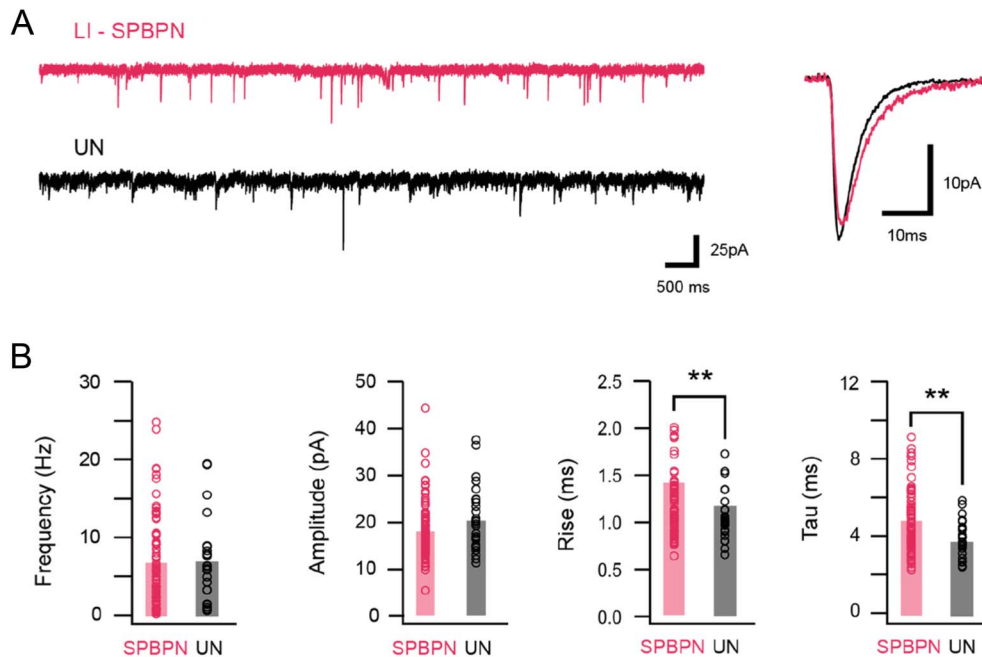 A
LI - SPBPN
UN
25pA
500 ms
10pA
10ms
B
Frequency (Hz)
30
20
10
0
SPBPN UN
Amplitude (pA)
50
40
30
20
10
0
SPBPN UN
Rise (ms)
2.5
2.0
1.5
1.0
0.5
0.0
**
SPBPN UN
Tau (ms)
12
8
4
0
**
SPBPN UN